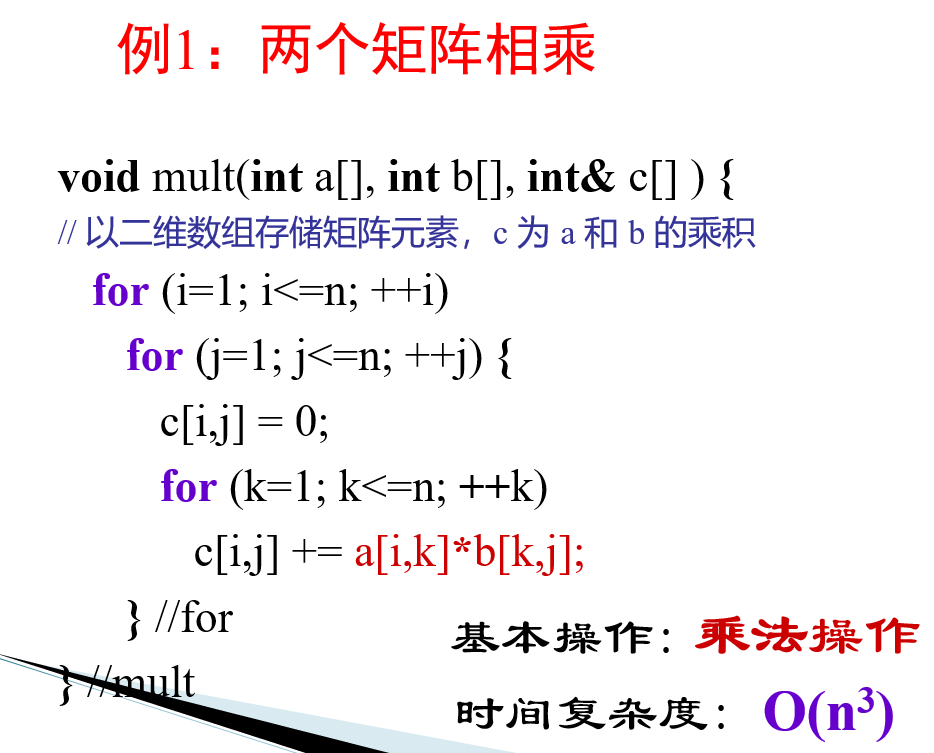 例1：两个矩阵相乘
void mult(int a[], int b[], int& c[] ) {
// 以二维数组存储矩阵元素，c 为 a 和 b 的乘积
for (i=1; i<=n; ++i)
for (j=1; j<=n; ++j) {
c[i,j] = 0;
for (k=1; k<=n; ++k)
c[i,j] += a[i,k]*b[k,j];
} //for
} //mult
基本操作：乘法操作
时间复杂度：O(n³)